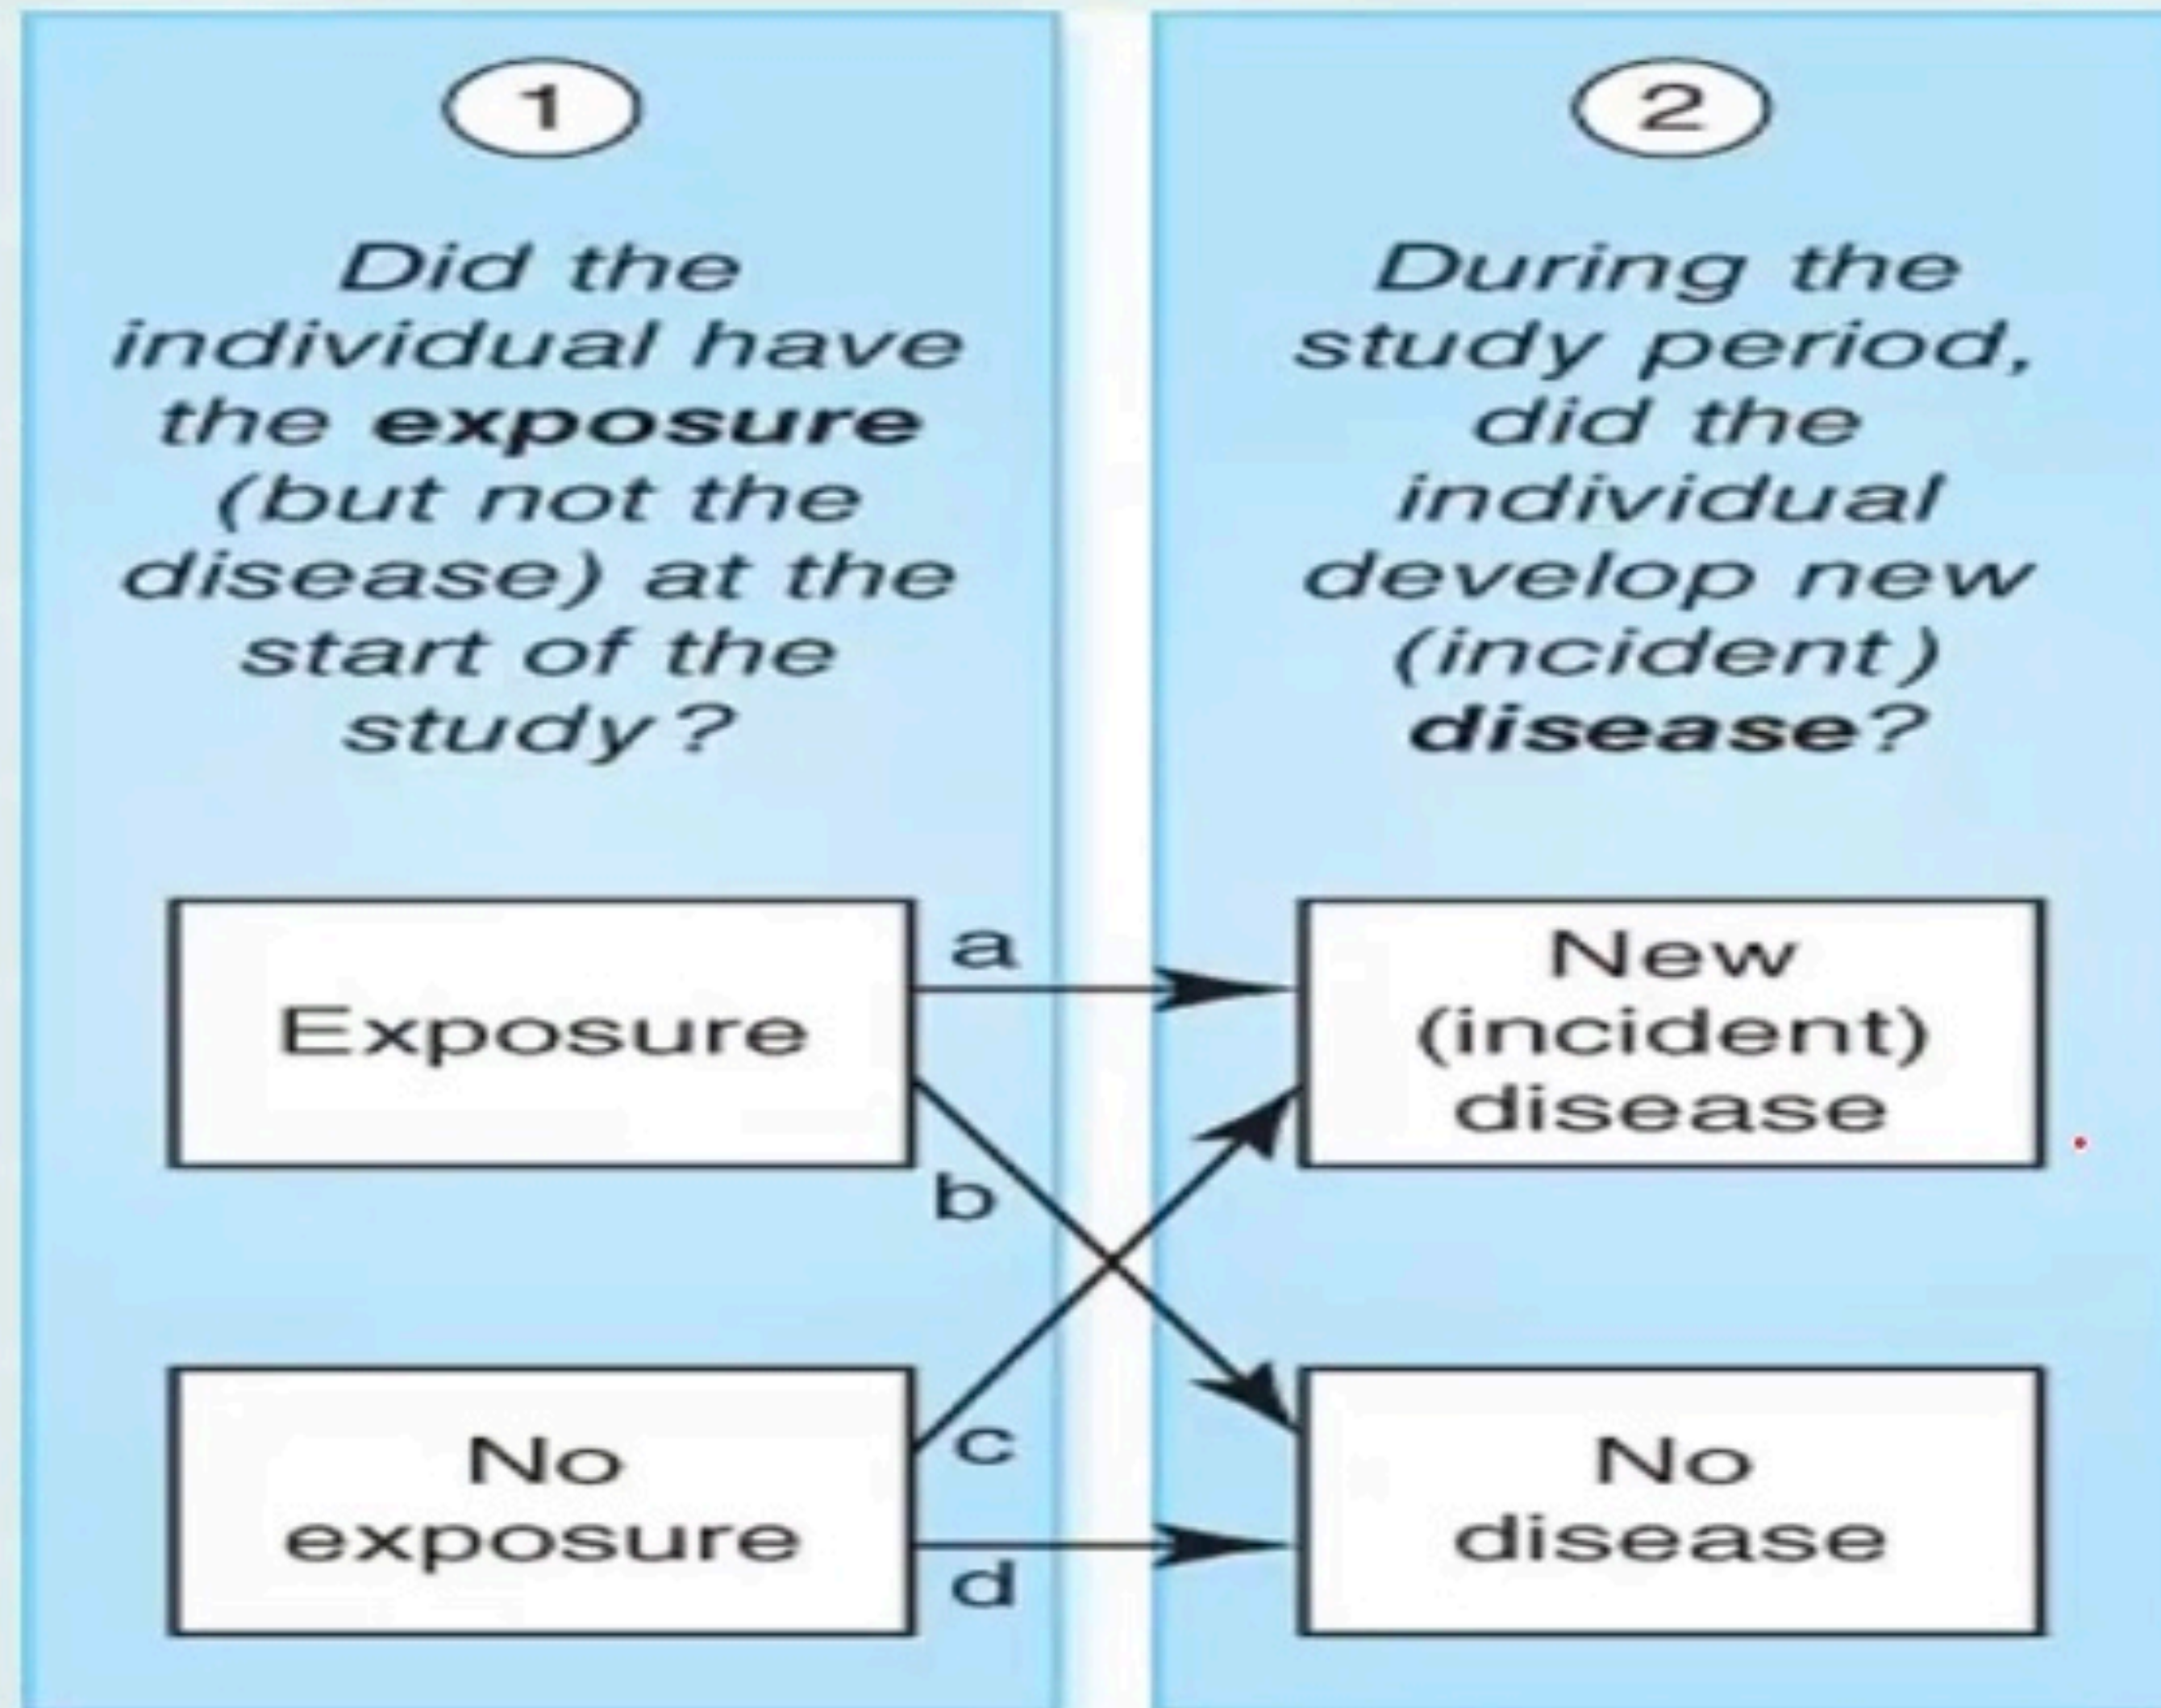 1
Did the
individual have
the exposure
(but not the
disease) at the
start of the
study?
2
During the
study period,
did the
individual
develop new
(incident)
disease?
Exposure
a
b
New
(incident)
disease
No
exposure
c
d
No
disease